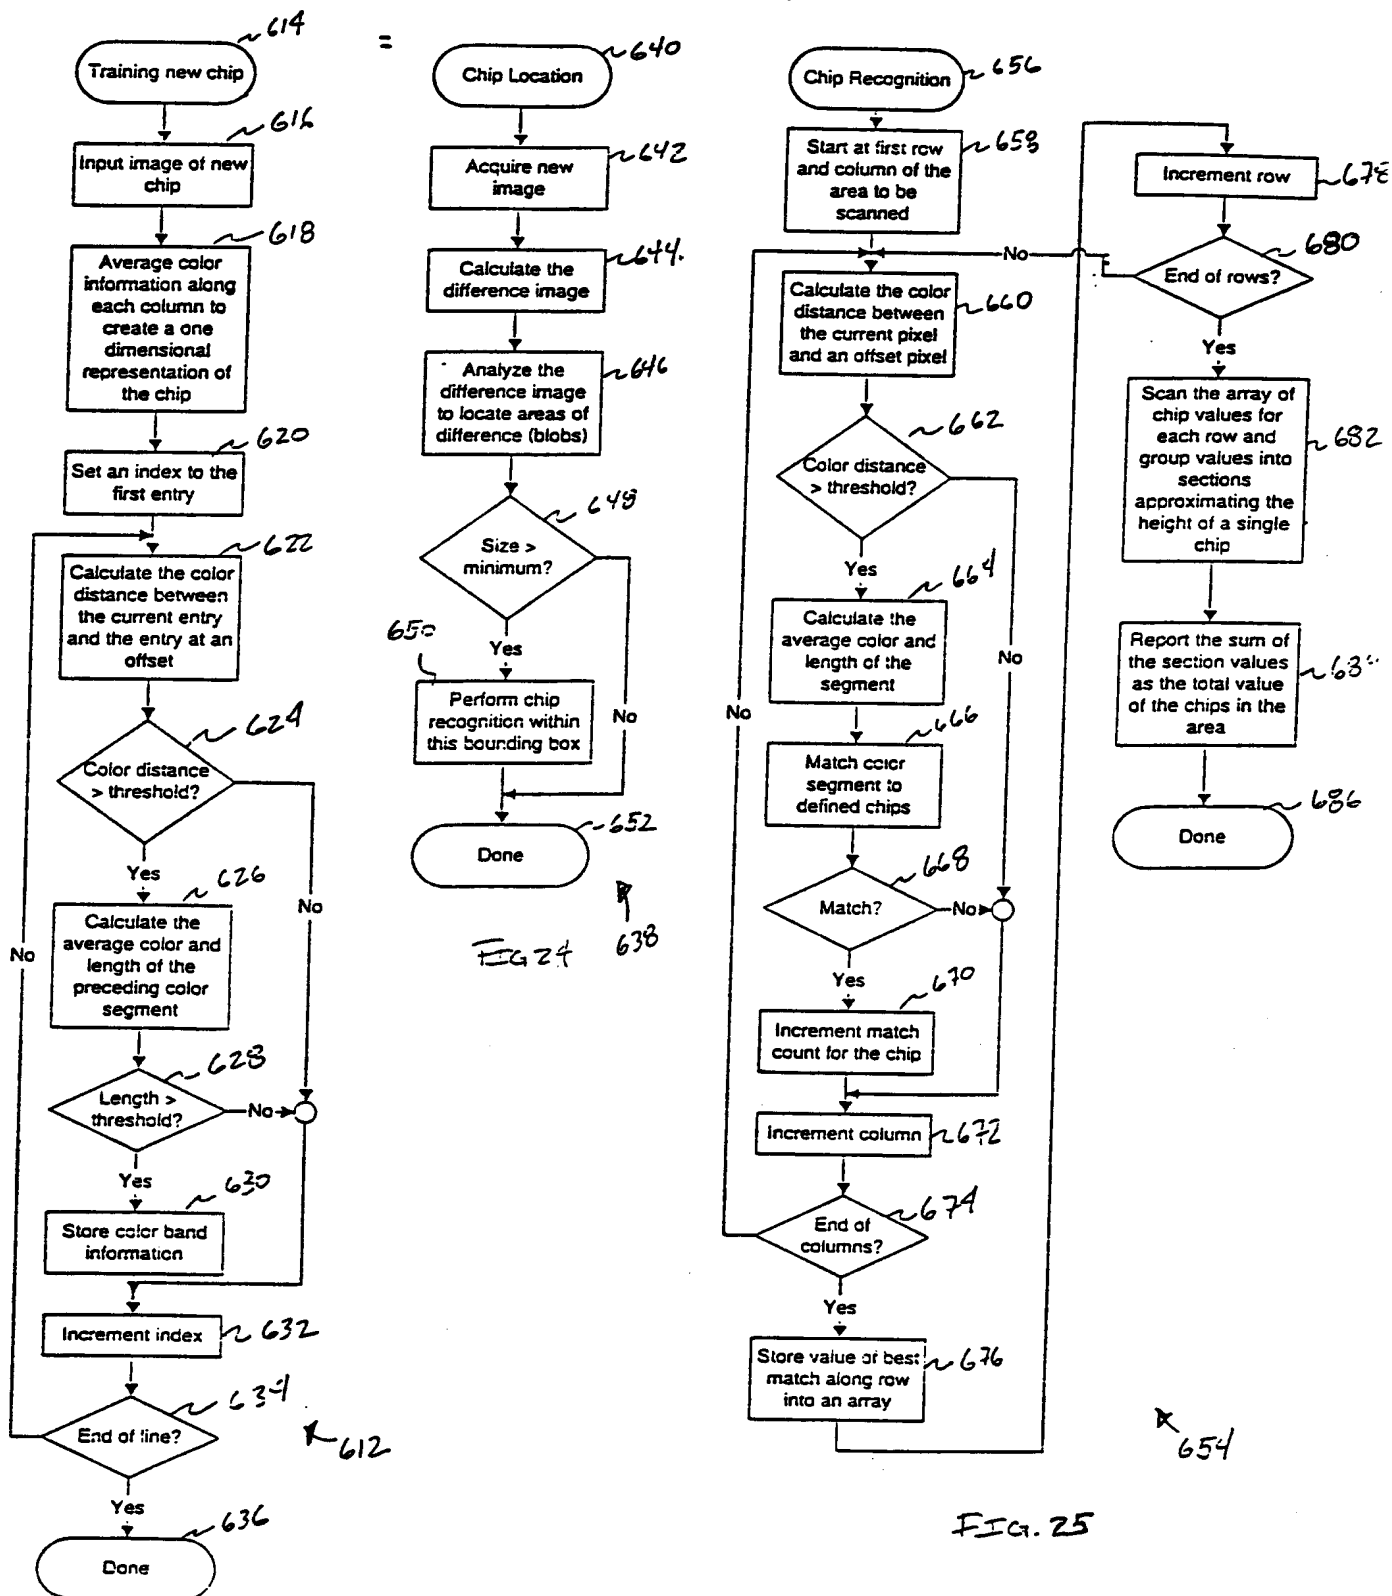 614
Training new chip
616
Input image of new
chip
618
Average color
information along
each column to
create a one
dimensional
representation of
the chip
620
Set an index to the
first entry
622
Calculate the color
distance between
the current entry
and the entry at an
offset
624
Color distance
> threshold?
Yes
No
626
Calculate the
average color and
length of the
preceding color
segment
No
628
Length >
threshold?
No
Yes
630
Store color band
information
Increment index
632
634
End of line?
612
Yes
636
Done
640
Chip Location
642
Acquire new
image
644
Calculate the
difference image
646
Analyze the
difference image
to locate areas of
difference (blobs)
648
Size >
minimum?
650
Yes
No
Perform chip
recognition within
this bounding box
652
Done
FIG 24
638
656
Chip Recognition
658
Start at first row
and column of the
area to be
scanned
660
Calculate the color
distance between
the current pixel
and an offset pixel
662
Color distance
> threshold?
Yes
No
664
Calculate the
average color and
length of the
segment
No
666
Match color
segment to
defined chips
668
Match?
No
Yes
670
Increment match
count for the chip
Increment column
672
674
End of
columns?
Yes
Store value of best
match along row
into an array
676
Increment row
678
680
End of rows?
No
Yes
Scan the array of
chip values for
each row and
group values into
sections
approximating the
height of a single
chip
682
Report the sum of
the section values
as the total value
of the chips in the
area
686
Done
654
FIG. 25